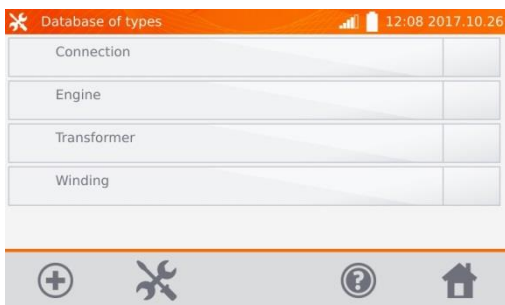 Database of types 12:08 2017.10.26
Connection
Engine
Transformer
Winding